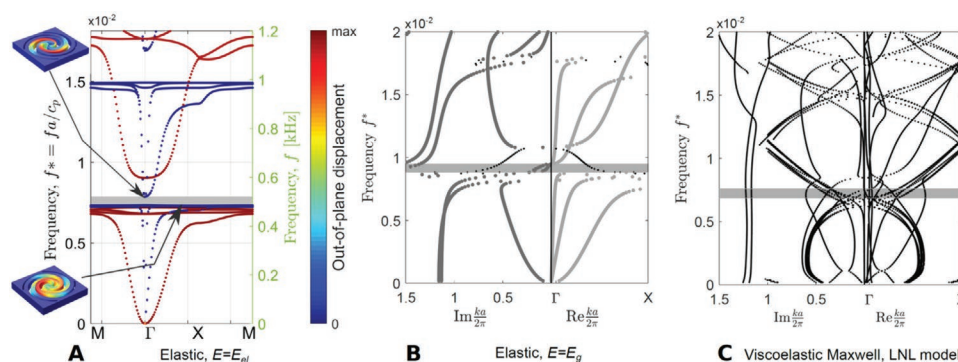 ×10⁻²
1.5
1
0.5
0
Frequency, f* = fa/c_p
M Γ X M
A
Elastic, E=E_el
1.2
1
0.8
0.6
0.4
0.2
0
Frequency, f [kHz]
max
Out-of-plane displacement
0
×10⁻²
2
1.5
1
0.5
0
Frequency f*
1.5 1 0.5 Γ X
Im ka/2π Re ka/2π
B
Elastic, E=E_g
×10⁻²
2
1.5
1
0.5
0
Frequency f*
1.5 1 0.5 Γ
Im ka/2π Re ka/2π
C Viscoelastic Maxwell, LNL model